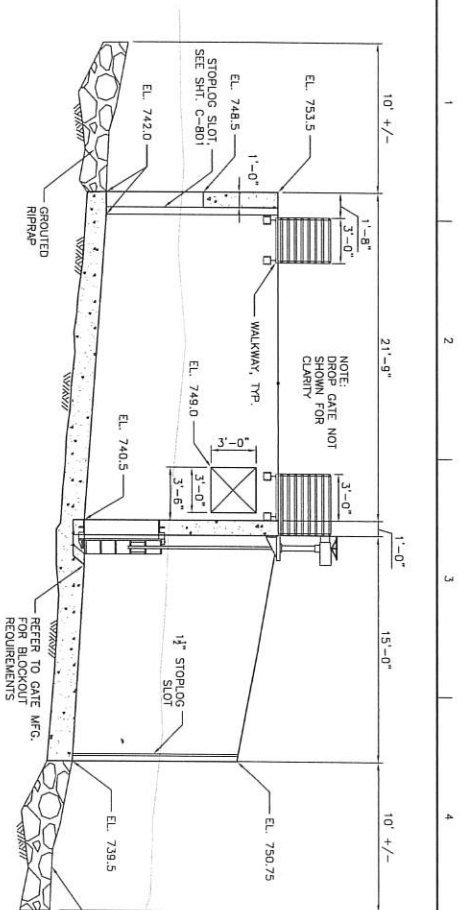 1
2
3
4
10' +/-
21'-9"
15'-0"
10' +/-
1'-8"
3'-0"
3'-0"
1'-0"
EL. 753.5
EL. 748.5
1'-0"
STOPLOG SLOT,
SEE SHT. C-801
EL. 742.0
GROUTED
RIPRAP
NOTE:
DROP GATE NOT
SHOWN FOR
CLARITY
WALKWAY, TYP.
EL. 749.0
3'-0"
3'-0"
3'-6"
EL. 740.5
REFER TO GATE MFG.
FOR BLOCKOUT
REQUIREMENTS
1½" STOPLOG
SLOT
EL. 750.75
EL. 739.5